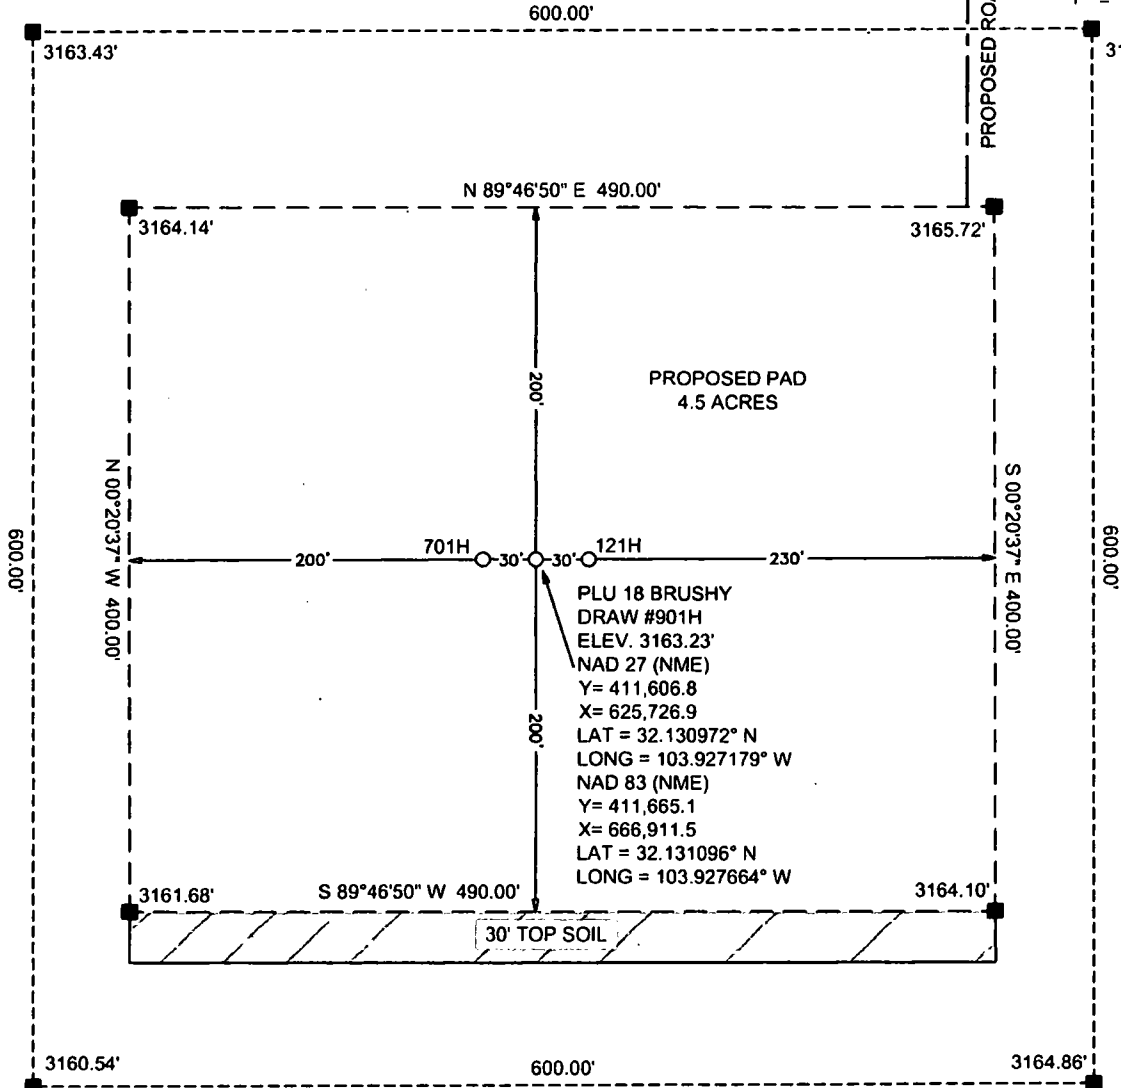 600.00'
3163.43'
PROPOSED
N 89°46'50" E 490.00'
3164.14'
3165.72'
200'
PROPOSED PAD
4.5 ACRES
600.00'
N 00°20'37" W 400.00'
S 00°20'37" E 400.00'
600.00'
200'
701H
30'
30'
121H
230'
PLU 18 BRUSHY
DRAW #901H
ELEV. 3163.23'
NAD 27 (NME)
Y= 411,606.8
X= 625,726.9
LAT = 32.130972° N
LONG = 103.927179° W
NAD 83 (NME)
Y= 411,665.1
X= 666,911.5
LAT = 32.131096° N
LONG = 103.927664° W
200'
3161.68'
S 89°46'50" W 490.00'
3164.10'
30' TOP SOIL
3160.54'
600.00'
3164.86'